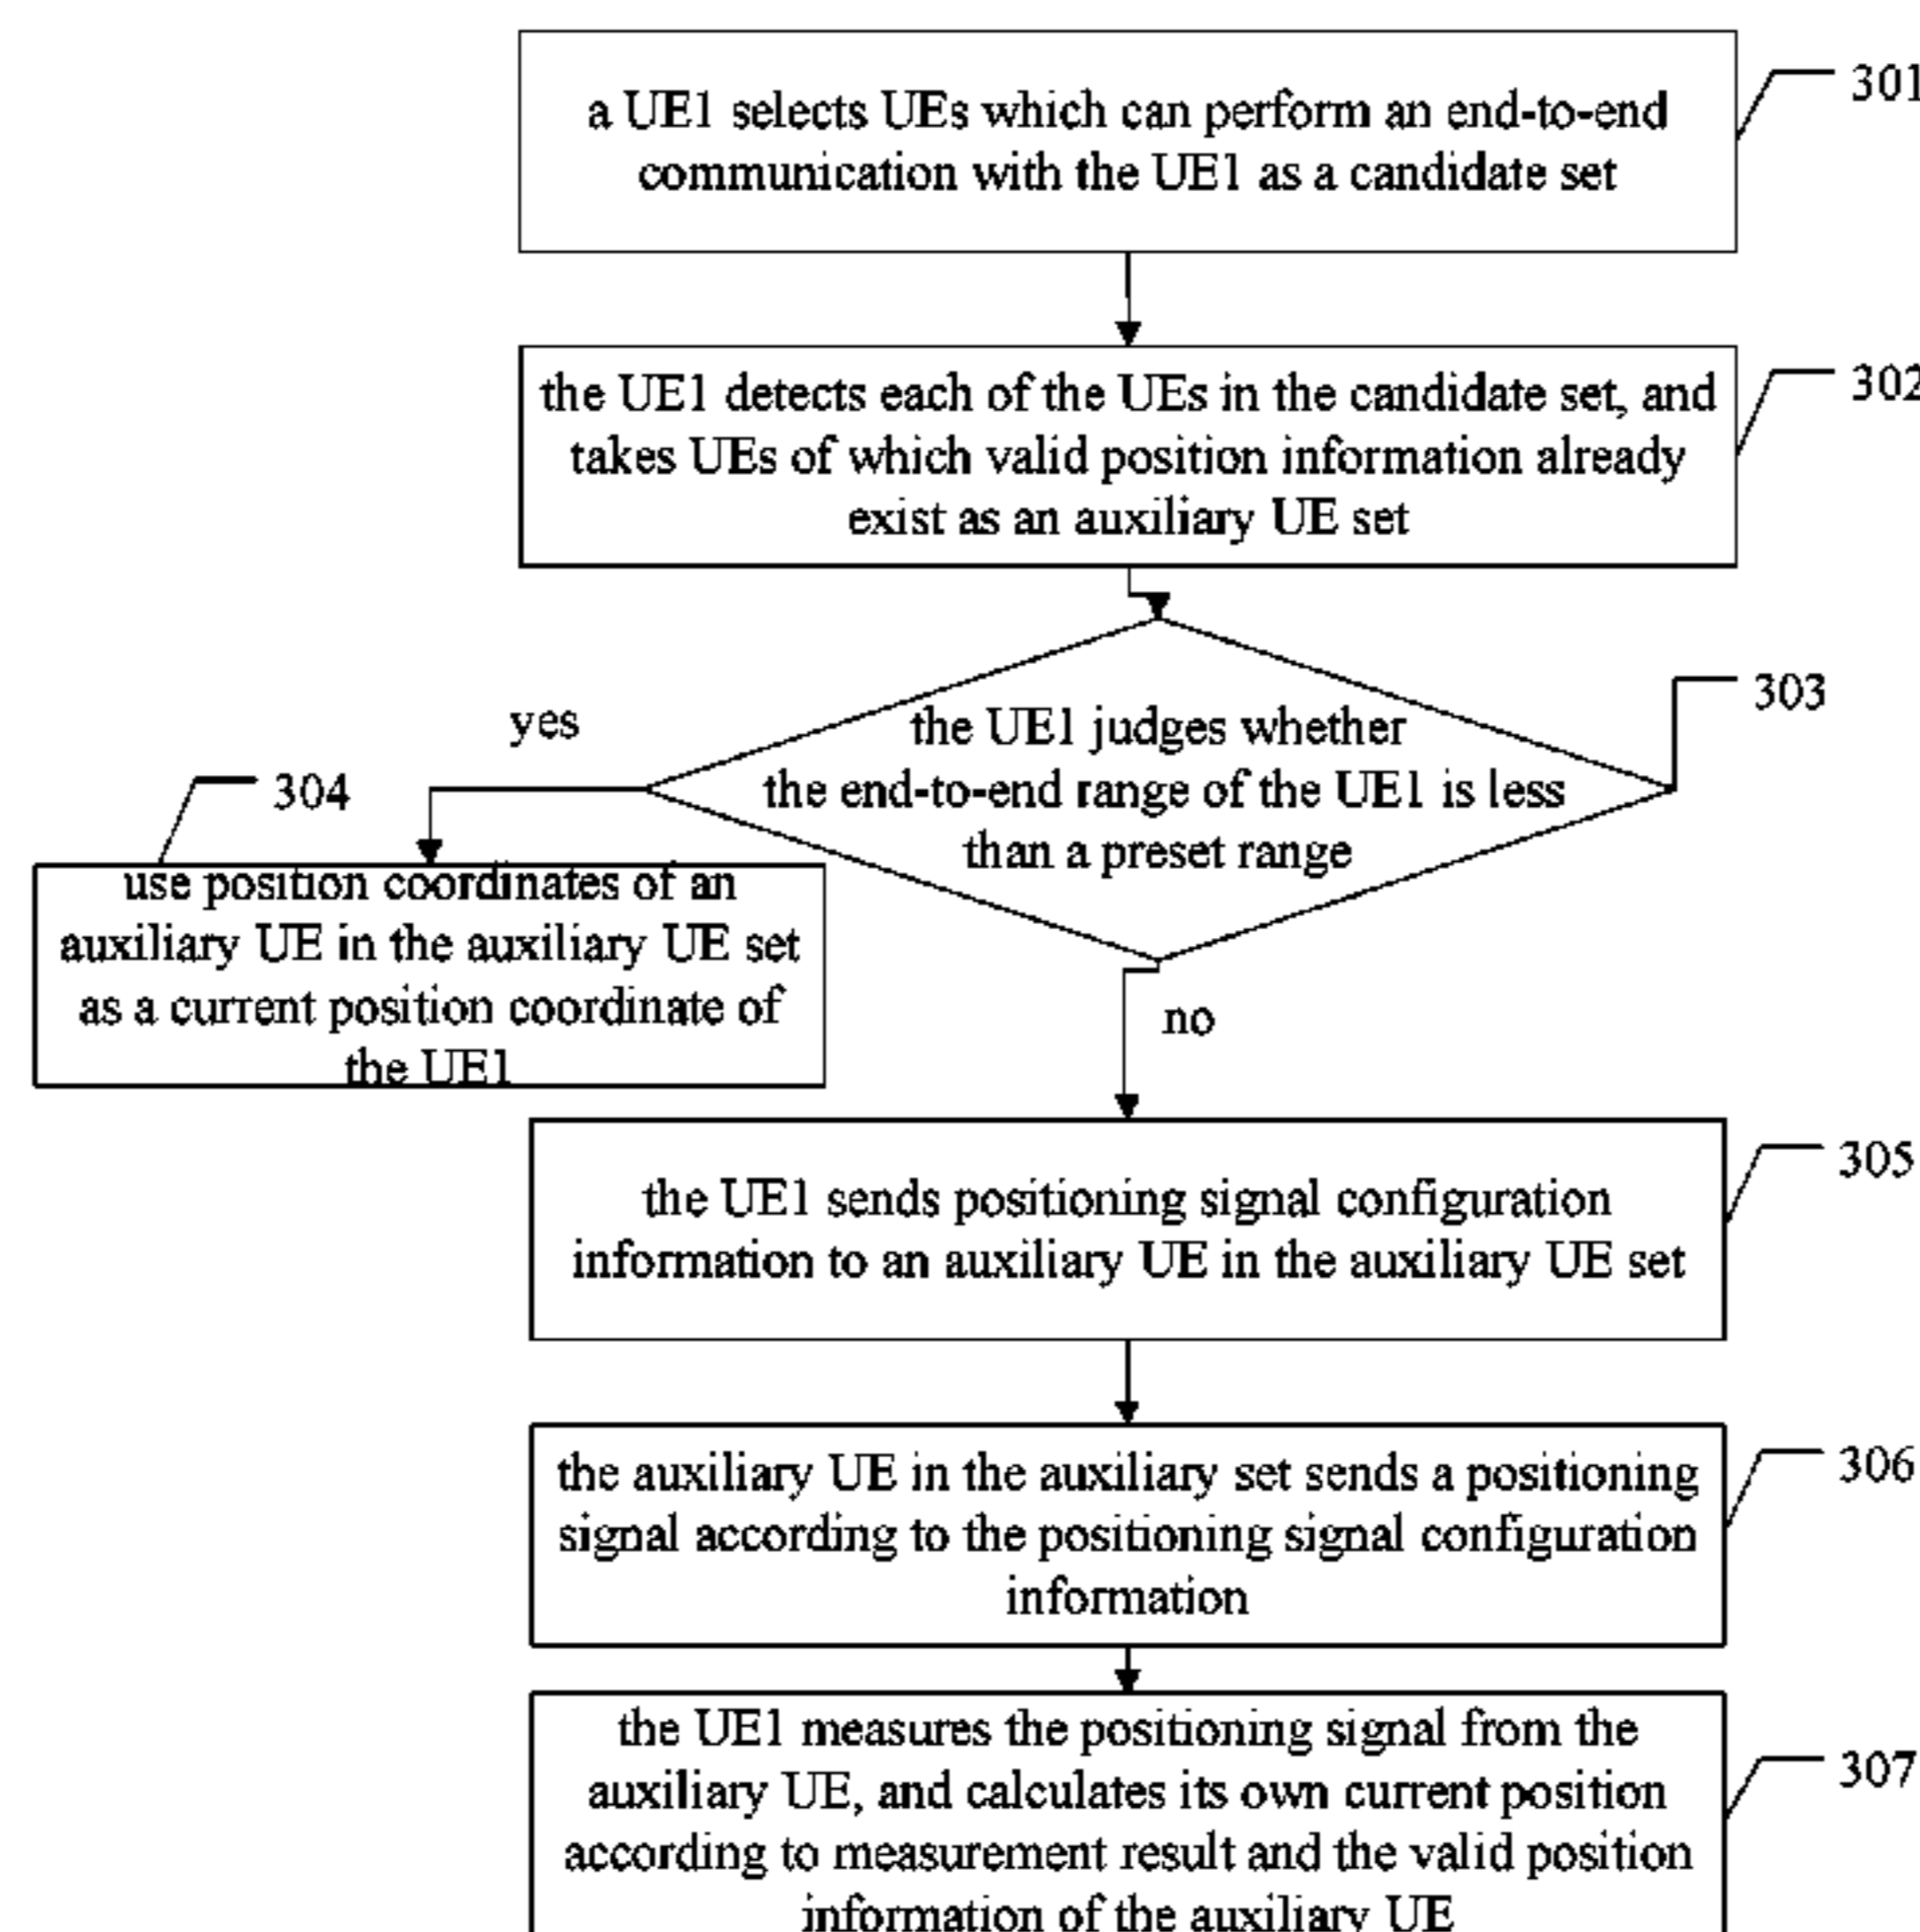 a UE1 selects UEs which can perform an end-to-end
communication with the UE1 as a candidate set
301
the UE1 detects each of the UEs in the candidate set, and
takes UEs of which valid position information already
exist as an auxiliary UE set
302
the UE1 judges whether
the end-to-end range of the UE1 is less
than a preset range
303
yes
304
use position coordinates of an
auxiliary UE in the auxiliary UE set
as a current position coordinate of
the UE1
no
the UE1 sends positioning signal configuration
information to an auxiliary UE in the auxiliary UE set
305
the auxiliary UE in the auxiliary set sends a positioning
signal according to the positioning signal configuration
information
306
the UE1 measures the positioning signal from the
auxiliary UE, and calculates its own current position
according to measurement result and the valid position
information of the auxiliary UE
307